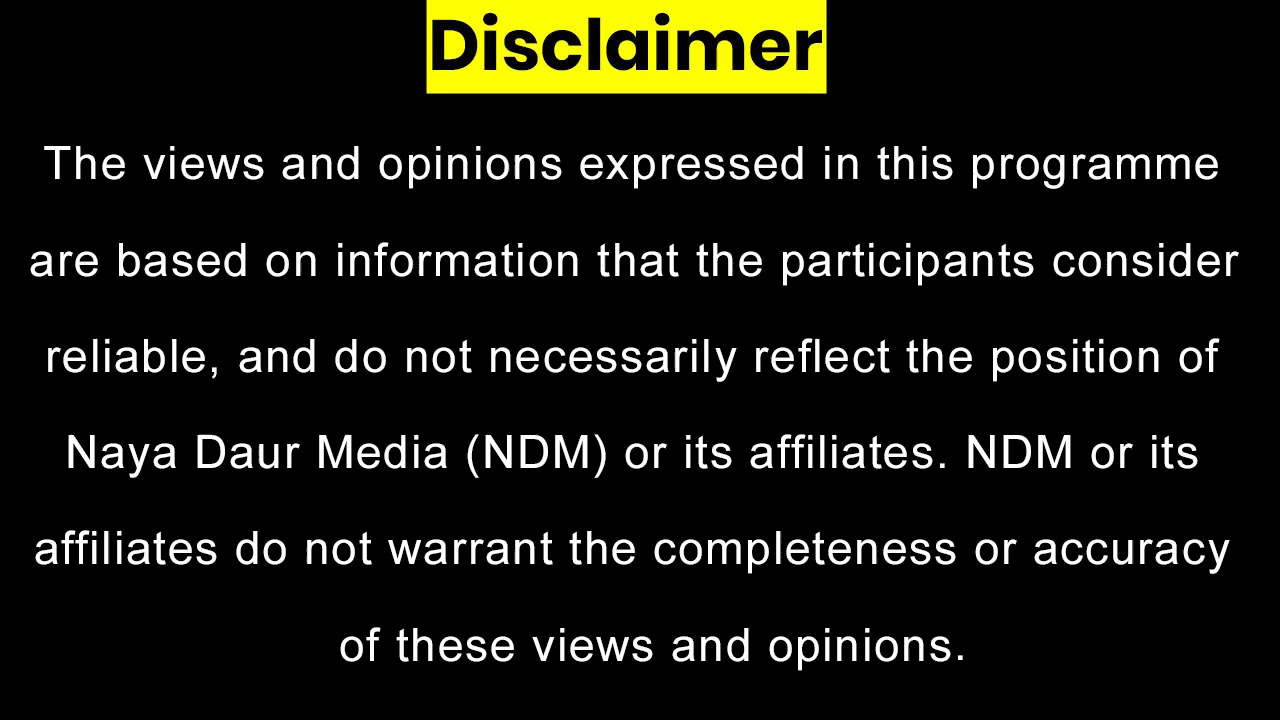 Disclaimer
The views and opinions expressed in this programme
are based on information that the participants consider
reliable, and do not necessarily reflect the position of
Naya Daur Media (NDM) or its affiliates. NDM or its
affiliates do not warrant the completeness or accuracy
of these views and opinions.